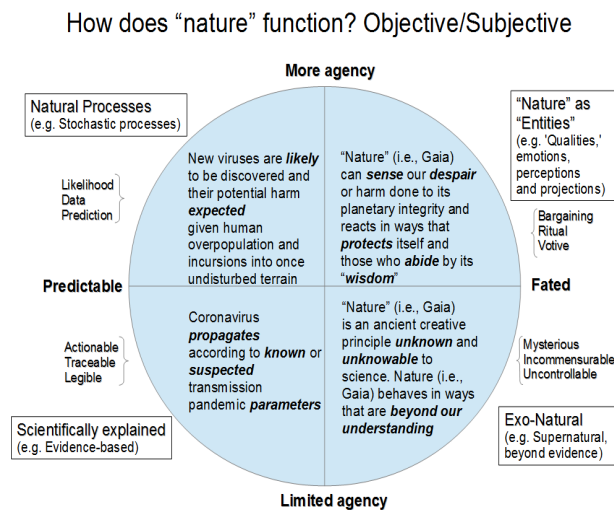 How does “nature” function? Objective/Subjective
More agency
Natural Processes
(e.g. Stochastic processes)
“Nature” as
“Entities”
(e.g. 'Qualities,'
emotions,
perceptions
and projections)
New viruses are likely
to be discovered and
their potential harm
expected
given human
overpopulation and
incursions into once
undisturbed terrain
“Nature” (i.e., Gaia)
can sense our despair
or harm done to its
planetary integrity and
reacts in ways that
protects itself and
those who abide by its
“wisdom”
Likelihood
Data
Prediction
Bargaining
Ritual
Votive
Predictable
Fated
Actionable
Traceable
Legible
Coronavirus
propagates
according to known or
suspected
transmission
pandemic parameters
“Nature” (i.e., Gaia)
is an ancient creative
principle unknown and
unknowable to
science. Nature (i.e.,
Gaia) behaves in ways
that are beyond our
understanding
Mysterious
Incommensurable
Uncontrollable
Scientifically explained
(e.g. Evidence-based)
Exo-Natural
(e.g. Supernatural,
beyond evidence)
Limited agency